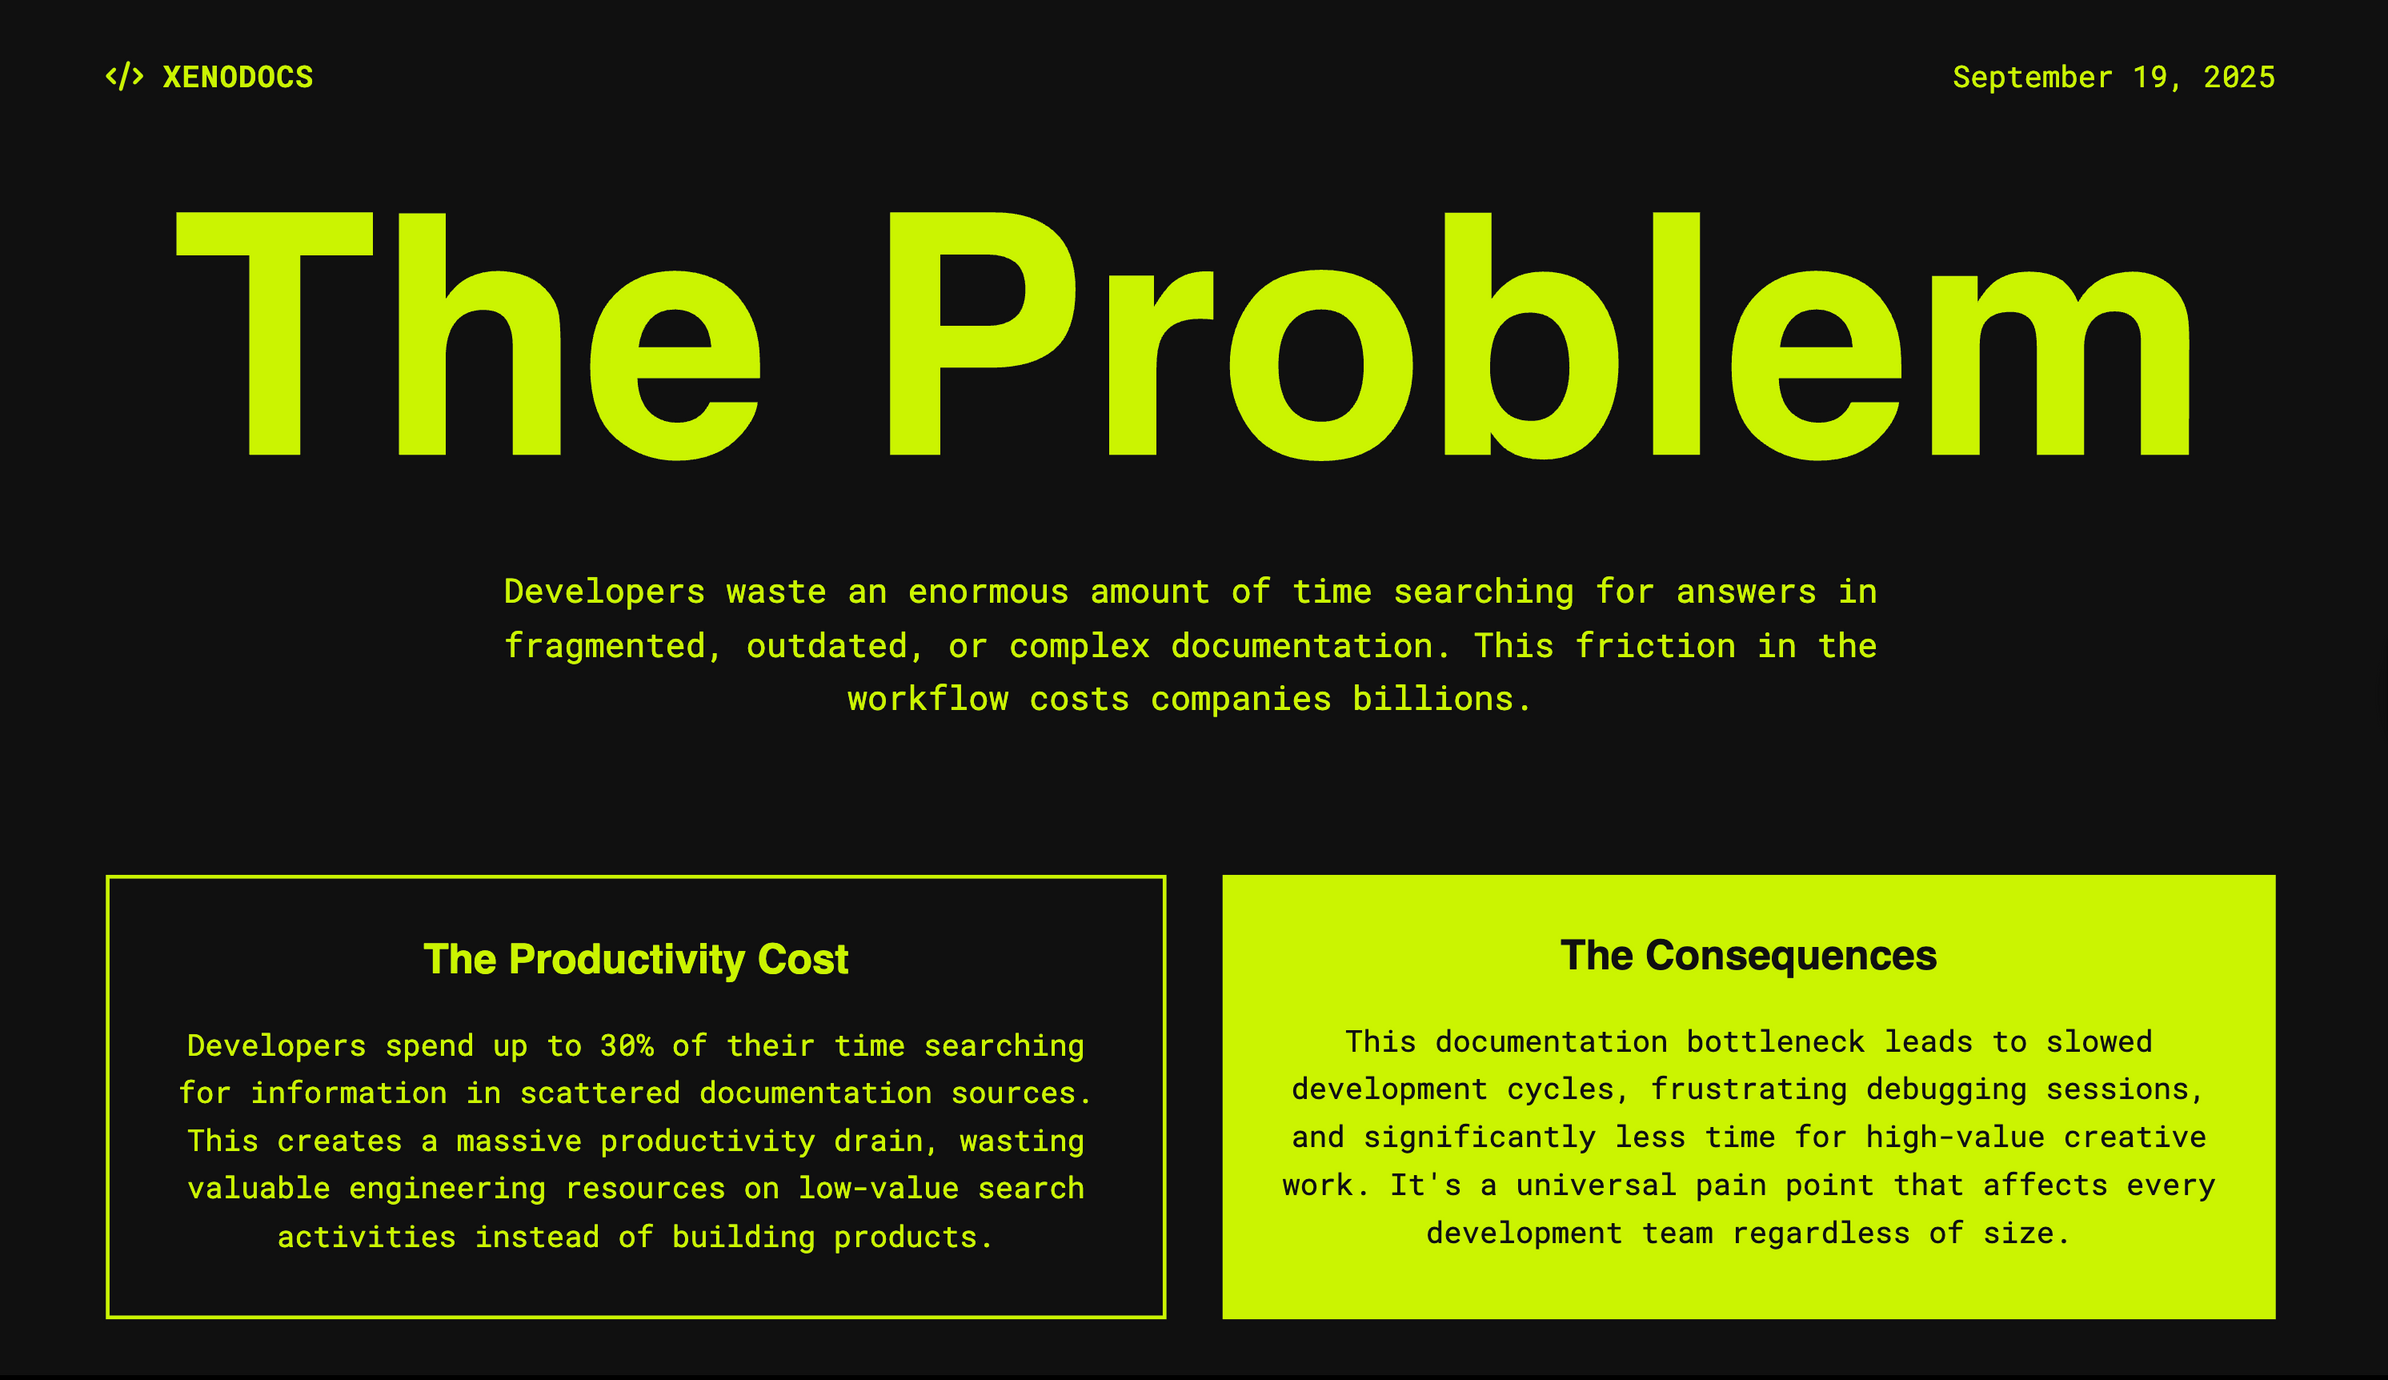 </> XENODOCS
September 19, 2025
The Problem
Developers waste an enormous amount of time searching for answers in
fragmented, outdated, or complex documentation. This friction in the
workflow costs companies billions.
The Productivity Cost
Developers spend up to 30% of their time searching
for information in scattered documentation sources.
This creates a massive productivity drain, wasting
valuable engineering resources on low-value search
activities instead of building products.
The Consequences
This documentation bottleneck leads to slowed
development cycles, frustrating debugging sessions,
and significantly less time for high-value creative
work. It's a universal pain point that affects every
development team regardless of size.